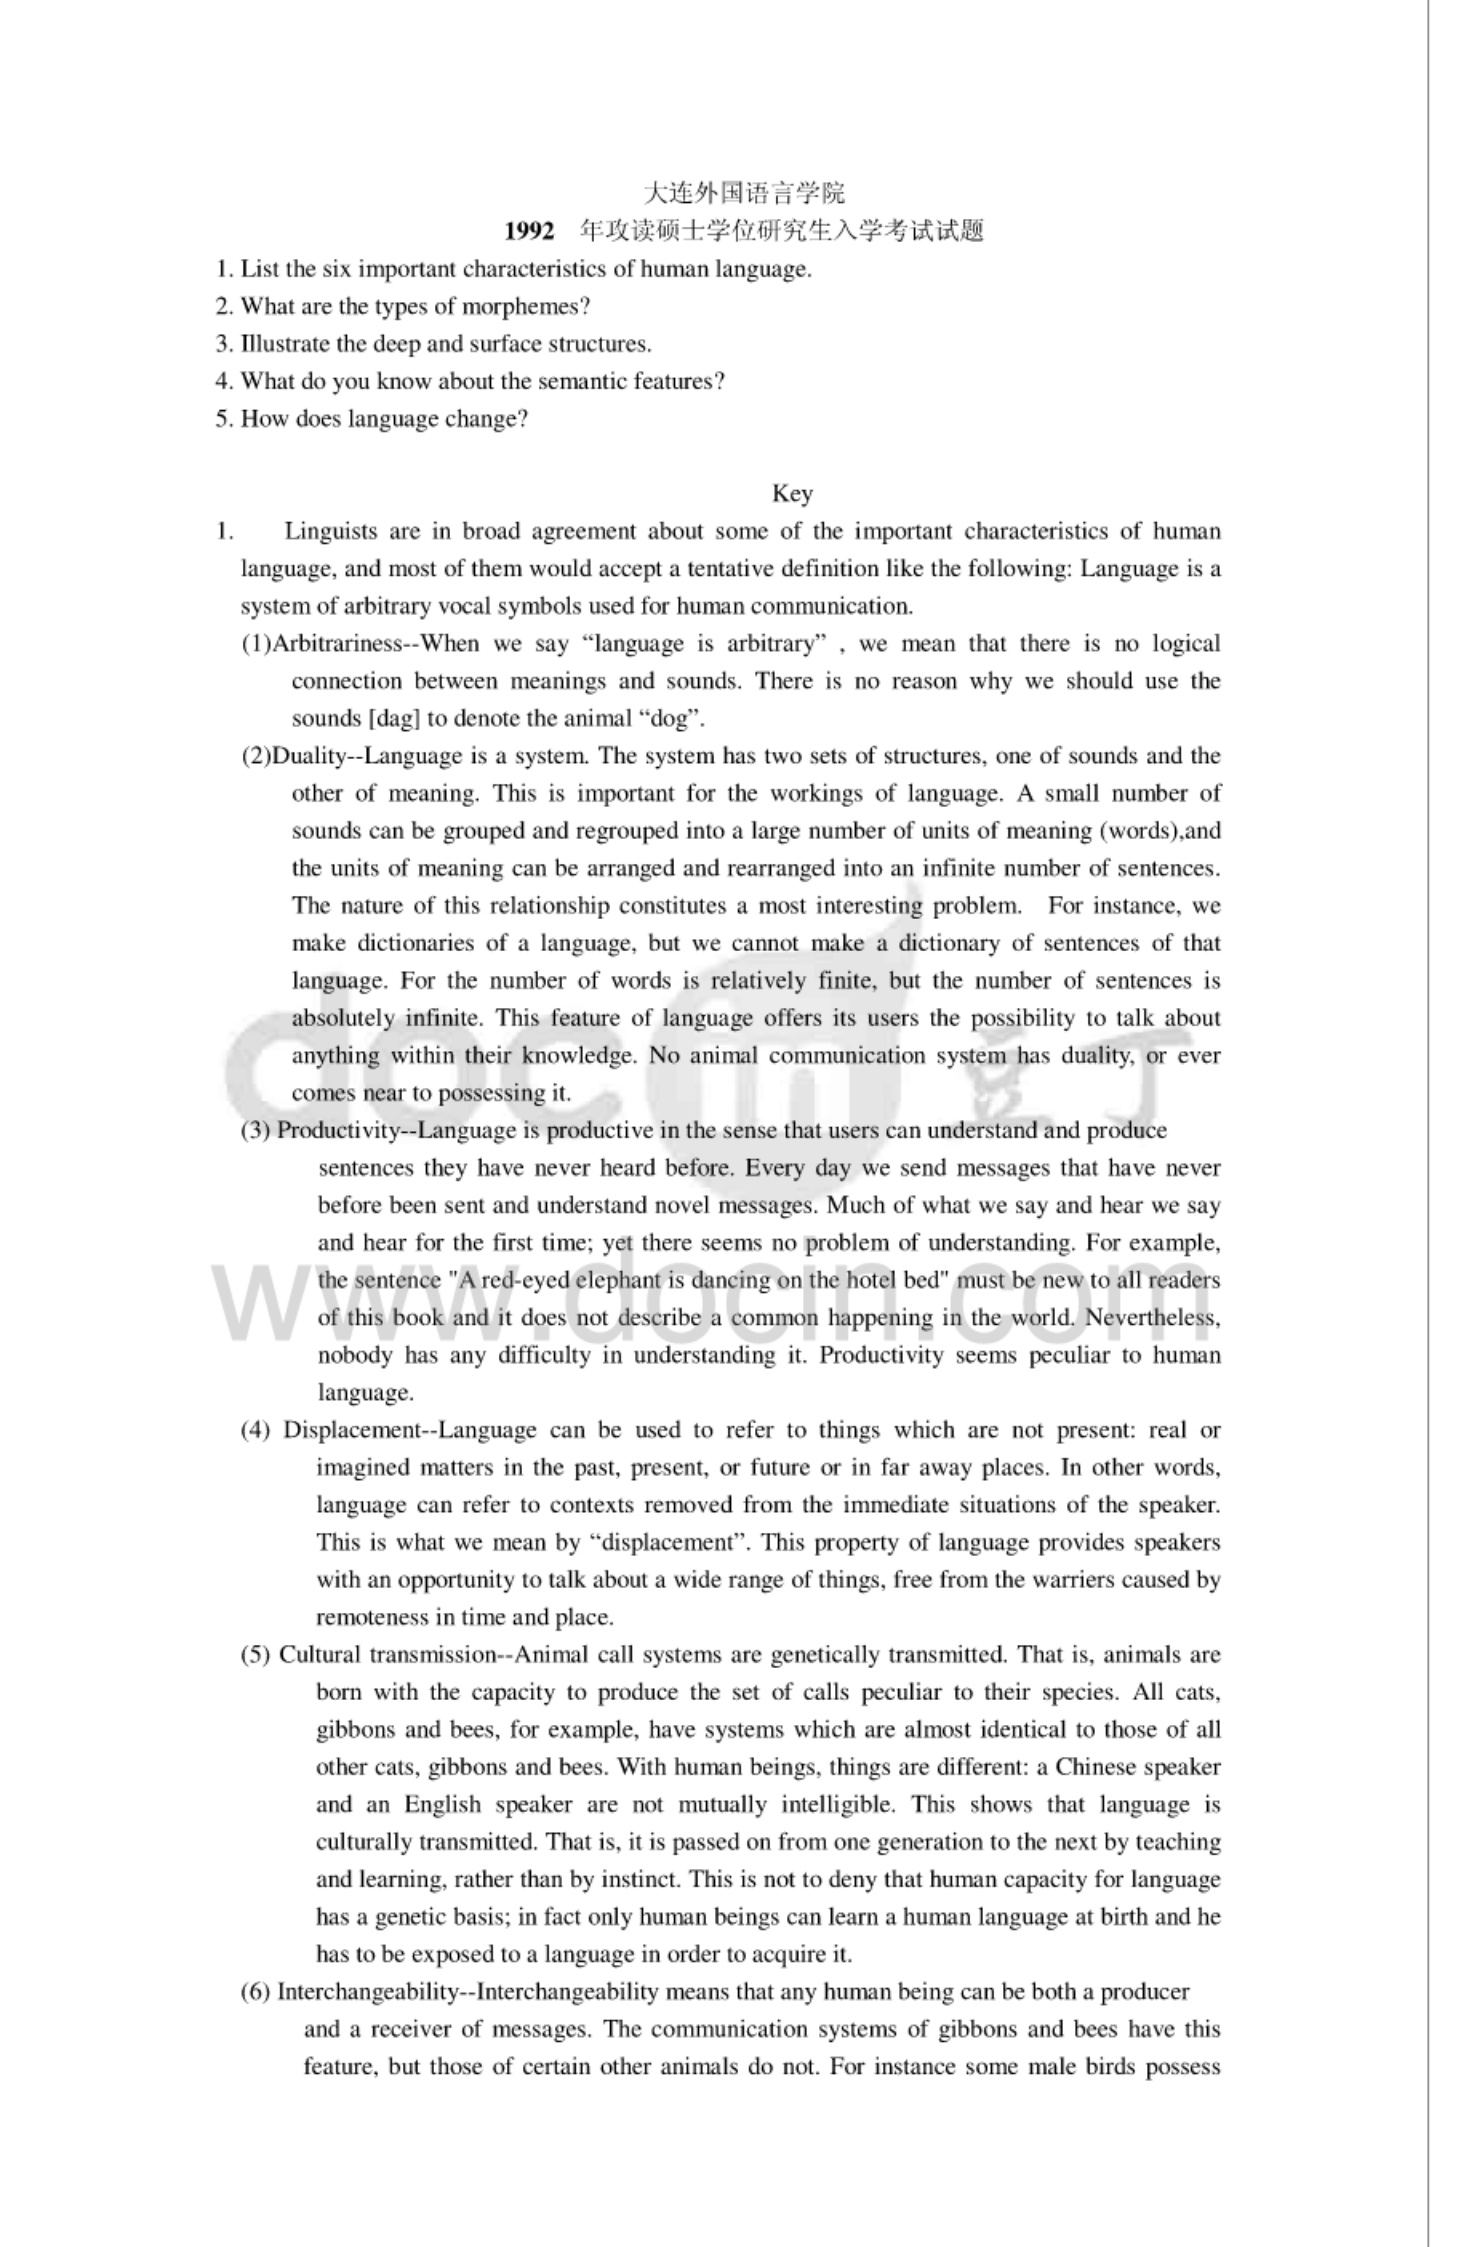 大连外国语言学院
1992 年攻读硕士学位研究生入学考试试题
1. List the six important characteristics of human language.
2. What are the types of morphemes?
3. Illustrate the deep and surface structures.
4. What do you know about the semantic features?
5. How does language change?
Key
1. Linguists are in broad agreement about some of the important characteristics of human
language, and most of them would accept a tentative definition like the following: Language is a
system of arbitrary vocal symbols used for human communication.
(1)Arbitrariness--When we say “language is arbitrary” , we mean that there is no logical
connection between meanings and sounds. There is no reason why we should use the
sounds [dag] to denote the animal “dog”.
(2)Duality--Language is a system. The system has two sets of structures, one of sounds and the
other of meaning. This is important for the workings of language. A small number of
sounds can be grouped and regrouped into a large number of units of meaning (words),and
the units of meaning can be arranged and rearranged into an infinite number of sentences.
The nature of this relationship constitutes a most interesting problem. For instance, we
make dictionaries of a language, but we cannot make a dictionary of sentences of that
language. For the number of words is relatively finite, but the number of sentences is
absolutely infinite. This feature of language offers its users the possibility to talk about
anything within their knowledge. No animal communication system has duality, or ever
comes near to possessing it.
(3) Productivity--Language is productive in the sense that users can understand and produce
sentences they have never heard before. Every day we send messages that have never
before been sent and understand novel messages. Much of what we say and hear we say
and hear for the first time; yet there seems no problem of understanding. For example,
the sentence "A red-eyed elephant is dancing on the hotel bed" must be new to all readers
of this book and it does not describe a common happening in the world. Nevertheless,
nobody has any difficulty in understanding it. Productivity seems peculiar to human
language.
(4) Displacement--Language can be used to refer to things which are not present: real or
imagined matters in the past, present, or future or in far away places. In other words,
language can refer to contexts removed from the immediate situations of the speaker.
This is what we mean by “displacement”. This property of language provides speakers
with an opportunity to talk about a wide range of things, free from the warriers caused by
remoteness in time and place.
(5) Cultural transmission--Animal call systems are genetically transmitted. That is, animals are
born with the capacity to produce the set of calls peculiar to their species. All cats,
gibbons and bees, for example, have systems which are almost identical to those of all
other cats, gibbons and bees. With human beings, things are different: a Chinese speaker
and an English speaker are not mutually intelligible. This shows that language is
culturally transmitted. That is, it is passed on from one generation to the next by teaching
and learning, rather than by instinct. This is not to deny that human capacity for language
has a genetic basis; in fact only human beings can learn a human language at birth and he
has to be exposed to a language in order to acquire it.
(6) Interchangeability--Interchangeability means that any human being can be both a producer
and a receiver of messages. The communication systems of gibbons and bees have this
feature, but those of certain other animals do not. For instance some male birds possess
docin 豆丁
www.docin.com